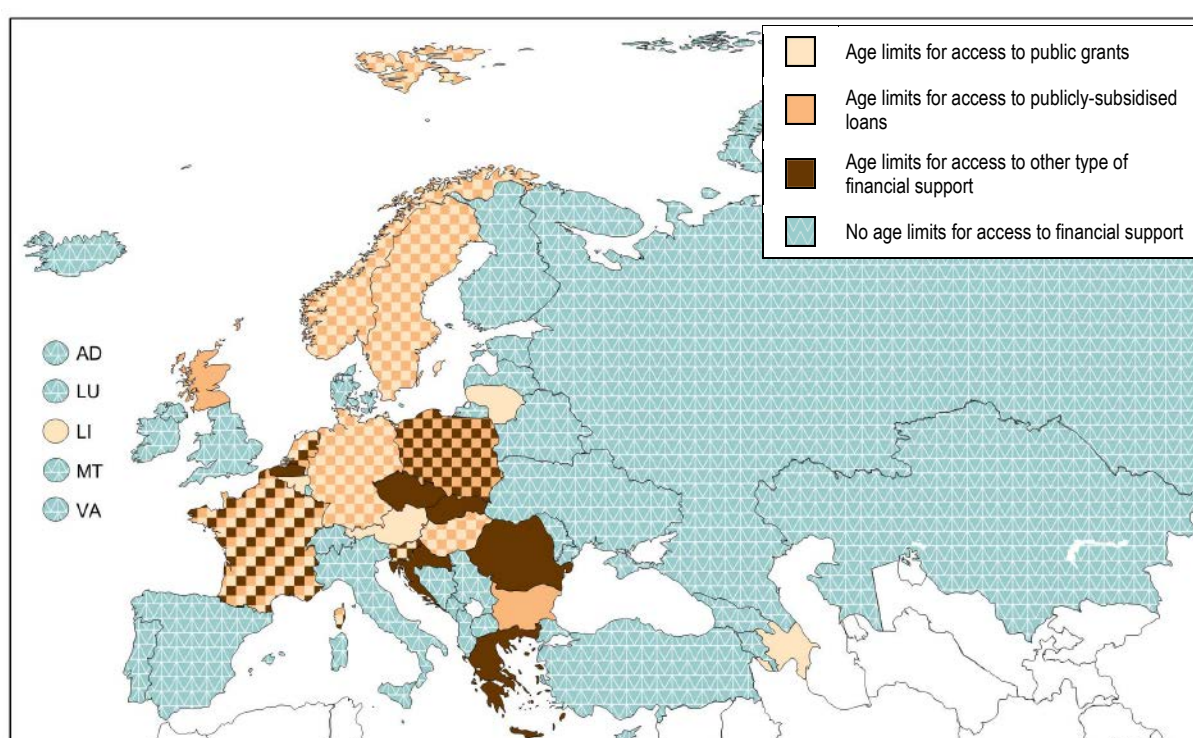 Age limits for access to public grants
Age limits for access to publicly-subsidised
loans
Age limits for access to other type of
financial support
No age limits for access to financial support
AD
LU
LI
MT
VA